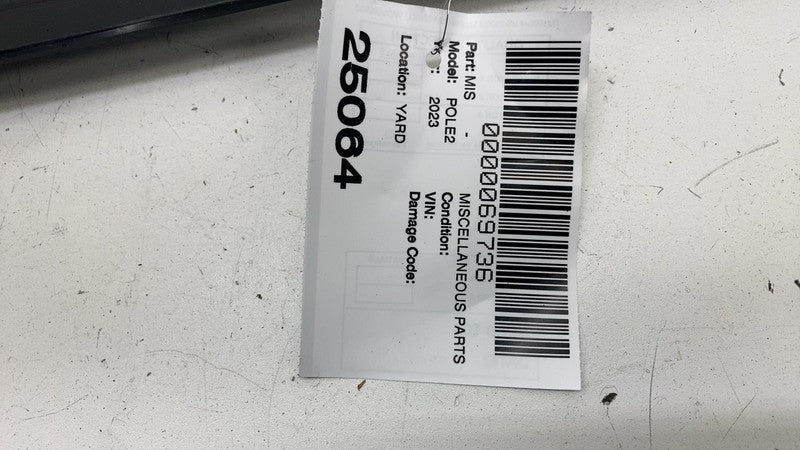 0000069736
Part: MIS - MISCELLANEOUS PARTS
Model: POLE2 Condition:
2023 VIN:
Damage Code:
Location: YARD
25064